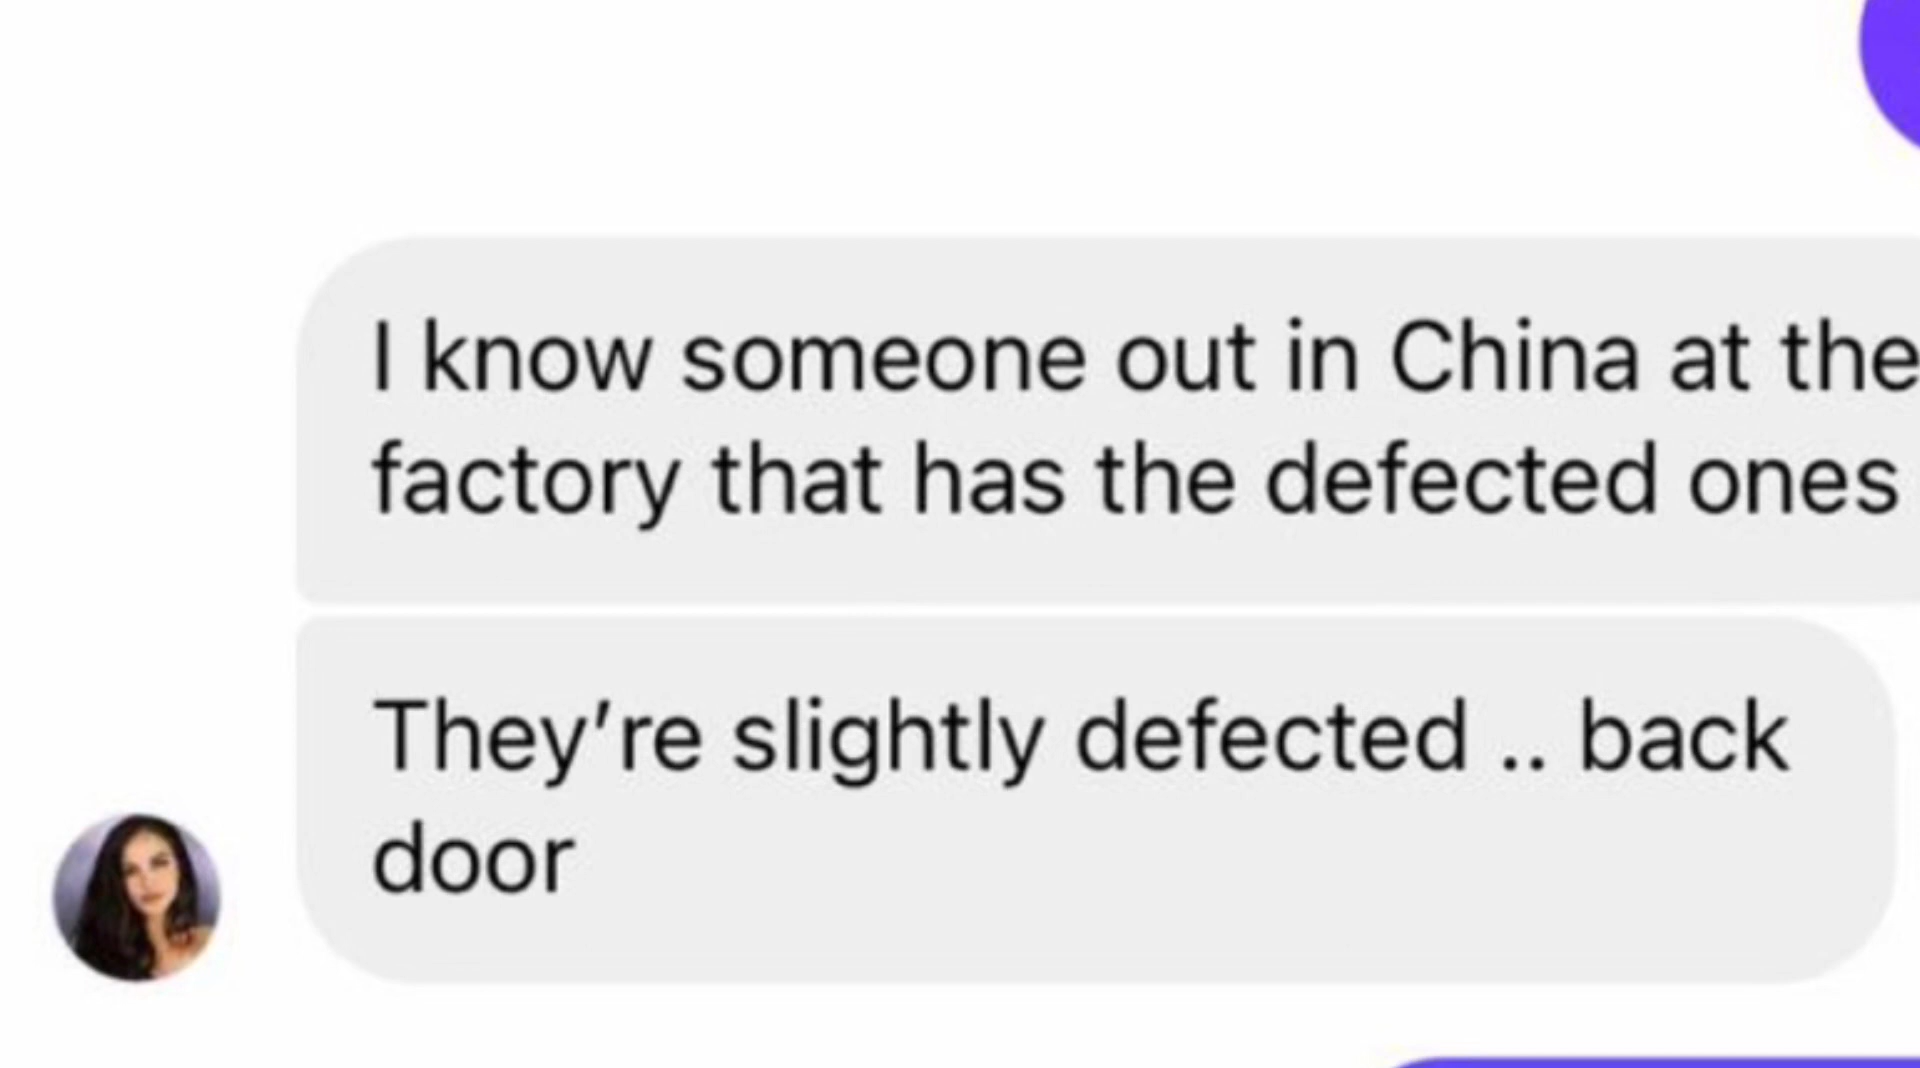 I know someone out in China at the
factory that has the defected ones
They’re slightly defected .. back
door